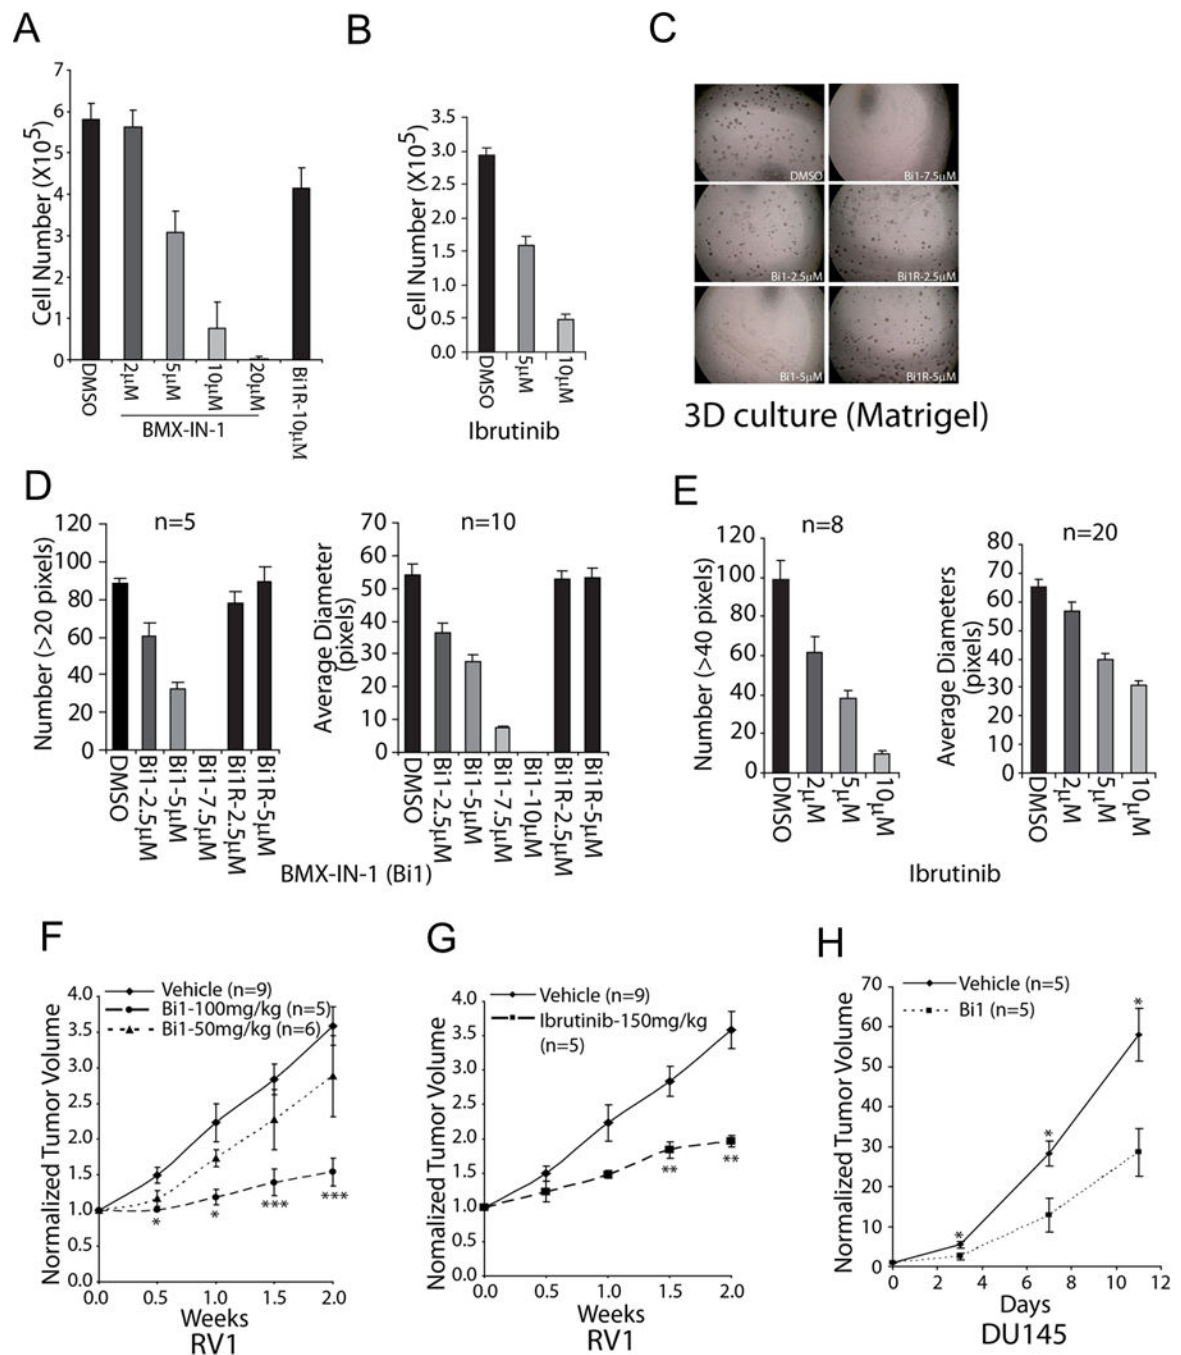 A
7
6
5
4
3
2
1
0
Cell Number (X10⁵)
DMSO
2μM
5μM
10μM
20μM
Bi1R-10μM
BMX-IN-1
B
3.5
3.0
2.5
2.0
1.5
1.0
0.5
0.0
Cell Number (X10⁵)
DMSO
5μM
10μM
Ibrutinib
C
DMSO
Bi1-7.5μM
Bi1-2.5μM
Bi1R-2.5μM
Bi1-5μM
Bi1R-5μM
3D culture (Matrigel)
D
n=5
120
100
80
60
40
20
0
Number (>20 pixels)
DMSO
Bi1-2.5μM
Bi1-5μM
Bi1-7.5μM
Bi1R-2.5μM
Bi1R-5μM
n=10
70
60
50
40
30
20
10
0
Average Diameter
(pixels)
DMSO
Bi1-2.5μM
Bi1-5μM
Bi1-7.5μM
Bi1-10μM
Bi1R-2.5μM
Bi1R-5μM
BMX-IN-1 (Bi1)
E
n=8
120
100
80
60
40
20
0
Number (>40 pixels)
DMSO
2μM
5μM
10μM
n=20
80
70
60
50
40
30
20
10
0
Average Diameters
(pixels)
DMSO
2μM
5μM
10μM
Ibrutinib
F
Vehicle (n=9)
Bi1-100mg/kg (n=5)
Bi1-50mg/kg (n=6)
4.0
3.5
3.0
2.5
2.0
1.5
1.0
0.5
0.0
Normalized Tumor Volume
*
*
***
***
0.0 0.5 1.0 1.5 2.0
Weeks
RV1
G
Vehicle (n=9)
Ibrutinib-150mg/kg
(n=5)
4.0
3.5
3.0
2.5
2.0
1.5
1.0
0.5
0.0
Nomalized Tumor Volume
**
**
0.0 0.5 1.0 1.5 2.0
Weeks
RV1
H
Vehicle (n=5)
Bi1 (n=5)
70
60
50
40
30
20
10
0
Normalized Tumor Volume
*
*
*
0 2 4 6 8 10 12
Days
DU145